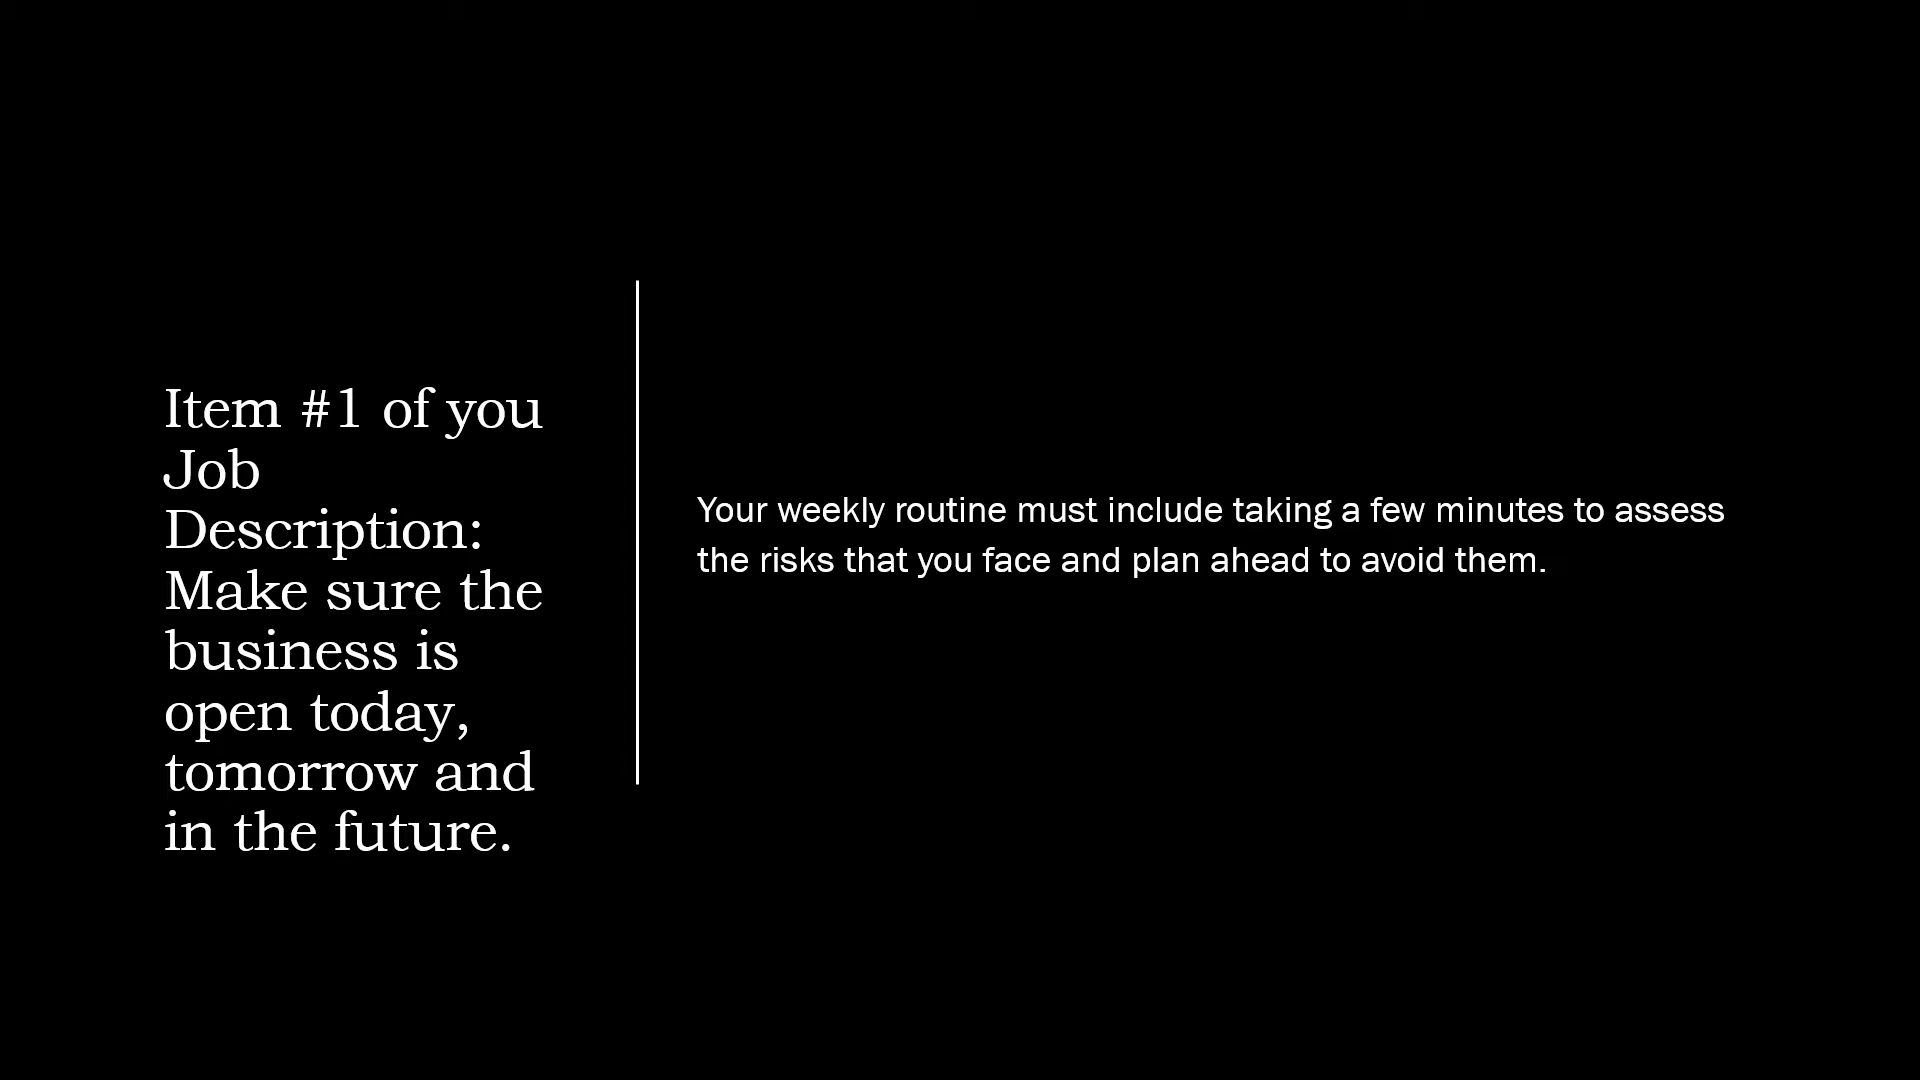 Item #1 of you
Job
Description:
Make sure the
business is
open today,
tomorrow and
in the future.
Your weekly routine must include taking a few minutes to assess
the risks that you face and plan ahead to avoid them.